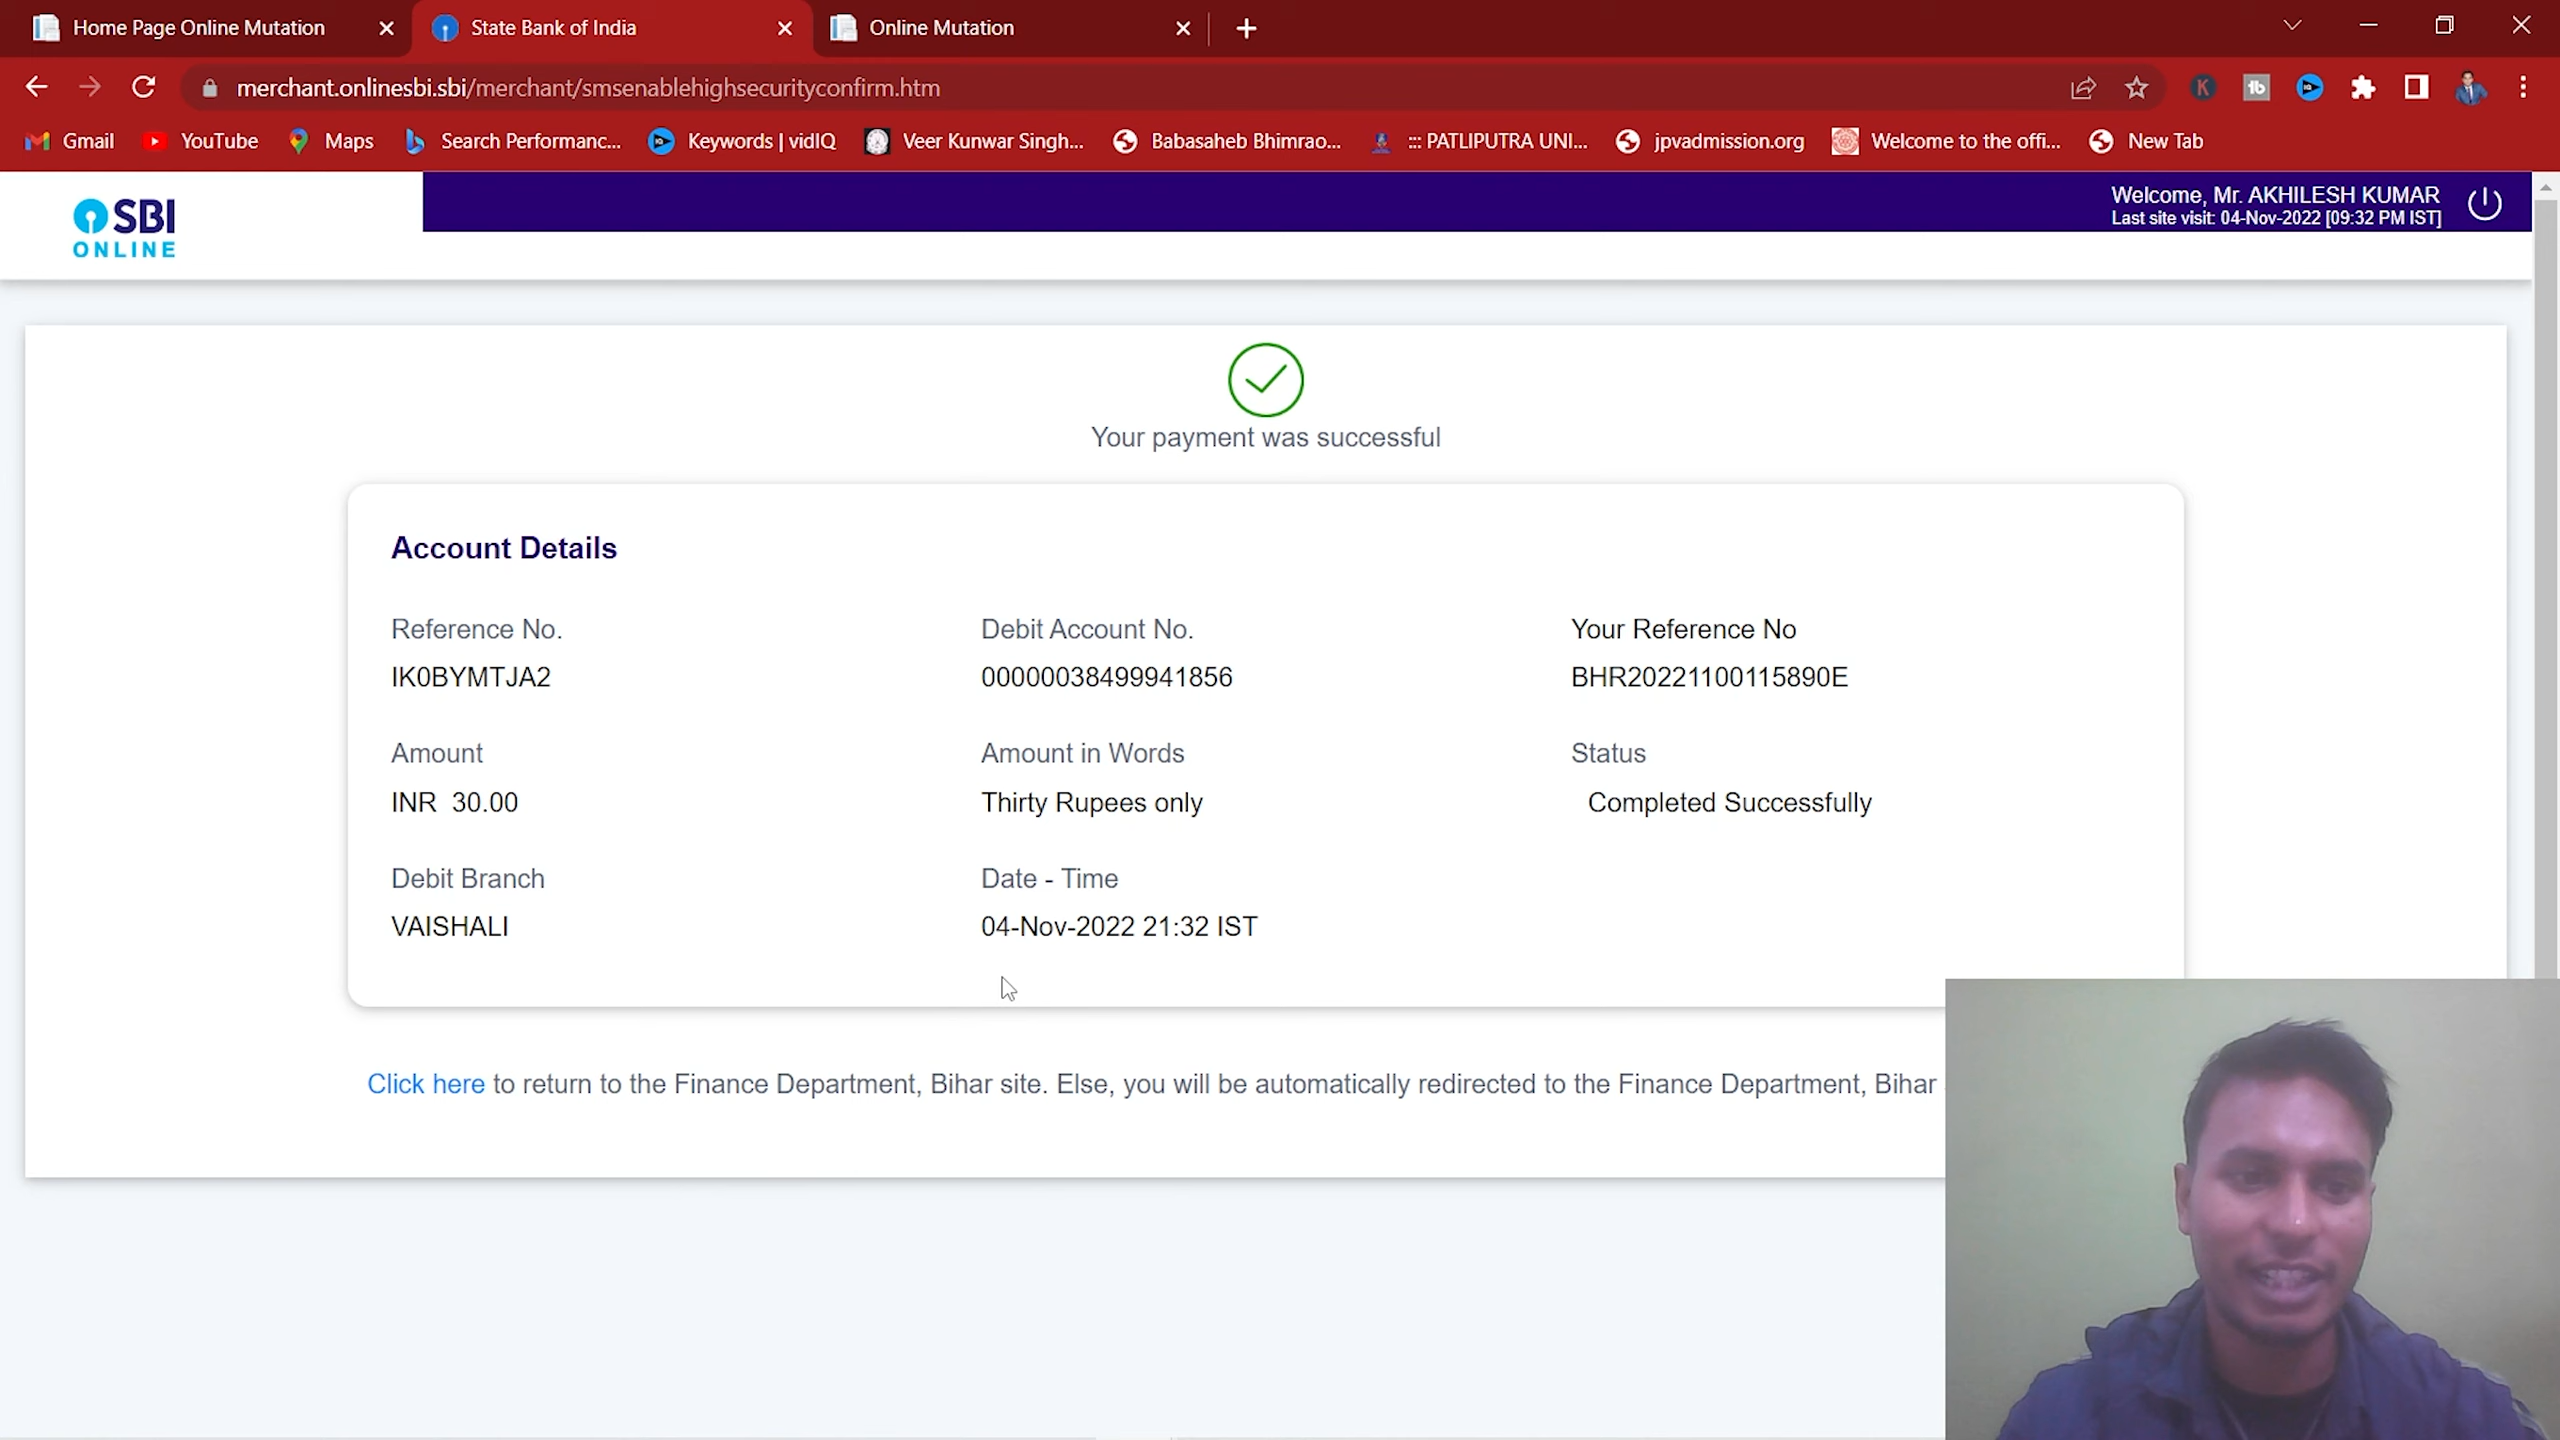 Home Page Online Mutation
State Bank of India
Online Mutation
merchant.onlinesbi.sbi/merchant/smsenablehighsecurityconfirm.htm
K
tb
Gmail
YouTube
Maps
Search Performanc...
Keywords | vidIQ
Veer Kunwar Singh...
Babasaheb Bhimrao...
::: PATLIPUTRA UNI...
jpvadmission.org
Welcome to the offi...
New Tab
SBI
ONLINE
Welcome, Mr. AKHILESH KUMAR
Last site visit: 04-Nov-2022 [09:32 PM IST]
Your payment was successful
Account Details
Reference No.
Debit Account No.
Your Reference No
IK0BYMTJA2
00000038499941856
BHR20221100115890E
Amount
Amount in Words
Status
INR 30.00
Thirty Rupees only
Completed Successfully
Debit Branch
Date - Time
VAISHALI
04-Nov-2022 21:32 IST
Click here to return to the Finance Department, Bihar site. Else, you will be automatically redirected to the Finance Department, Bihar